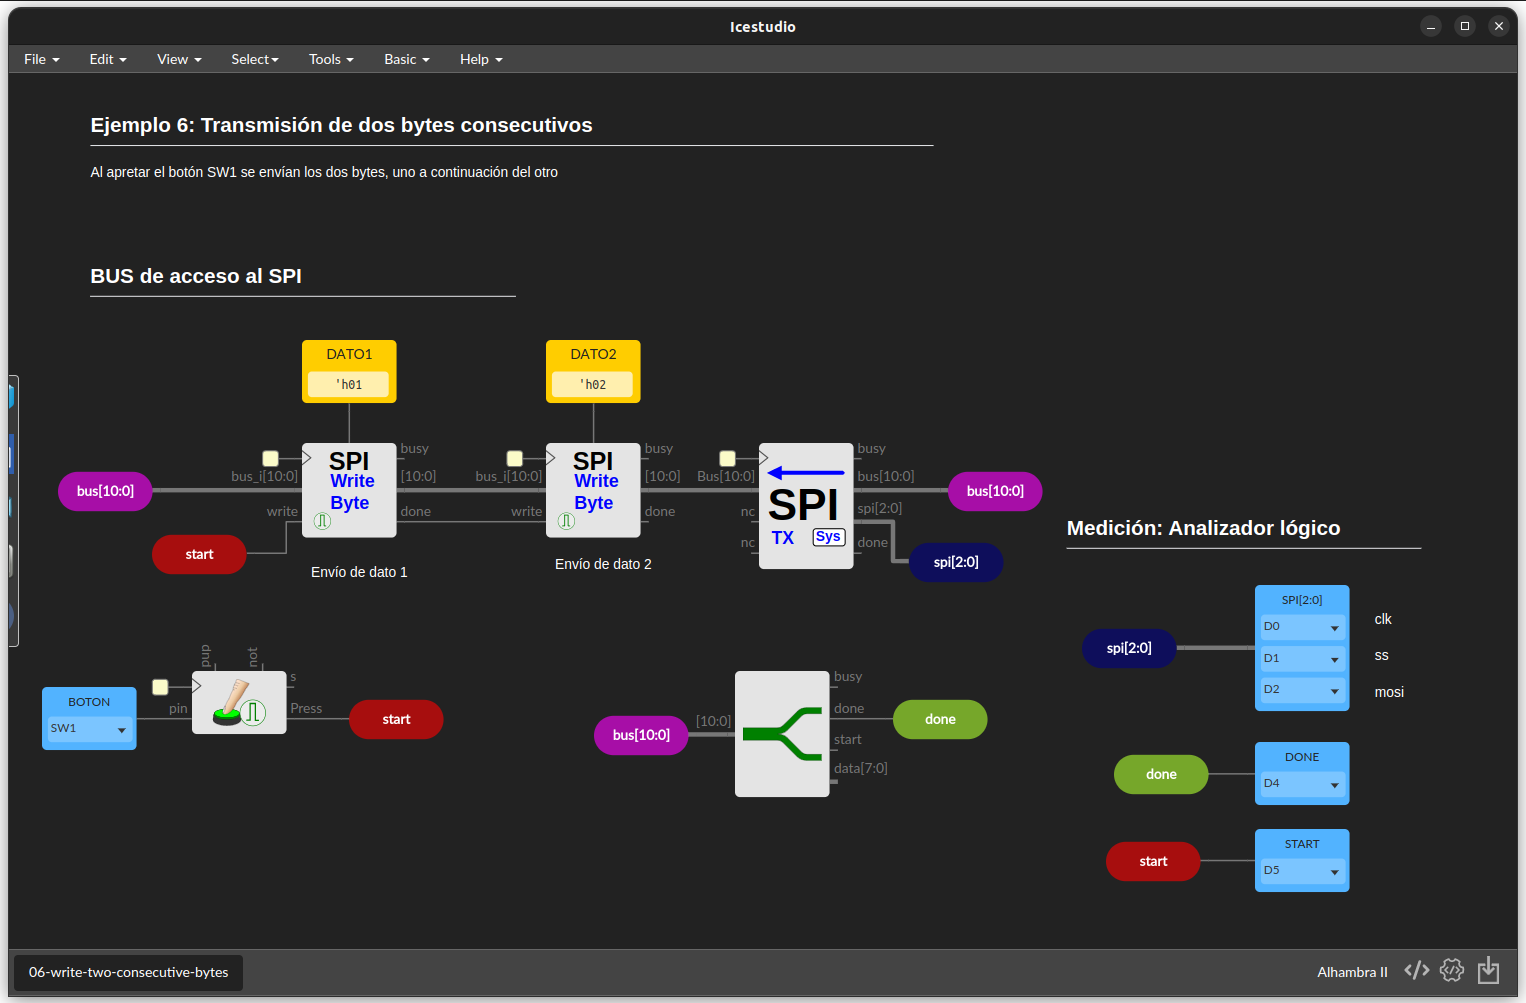 Icestudio
File Edit View Select Tools Basic Help
Ejemplo 6: Transmisión de dos bytes consecutivos
Al apretar el botón SW1 se envían los dos bytes, uno a continuación del otro
BUS de acceso al SPI
DATO1
'h01
DATO2
'h02
bus[10:0]
start
bus_i[10:0]
write
SPI
Write
Byte
busy
[10:0]
done
Envío de dato 1
bus_i[10:0]
write
SPI
Write
Byte
busy
[10:0]
done
Envío de dato 2
Bus[10:0]
nc
nc
SPI
TX
Sys
busy
bus[10:0]
spi[2:0]
done
bus[10:0]
spi[2:0]
Medición: Analizador lógico
spi[2:0]
SPI[2:0]
D0
D1
D2
clk
ss
mosi
BOTON
SW1
pup
not
pin
s
Press
start
bus[10:0]
[10:0]
busy
done
start
data[7:0]
done
done
DONE
D4
start
START
D5
06-write-two-consecutive-bytes
Alhambra II